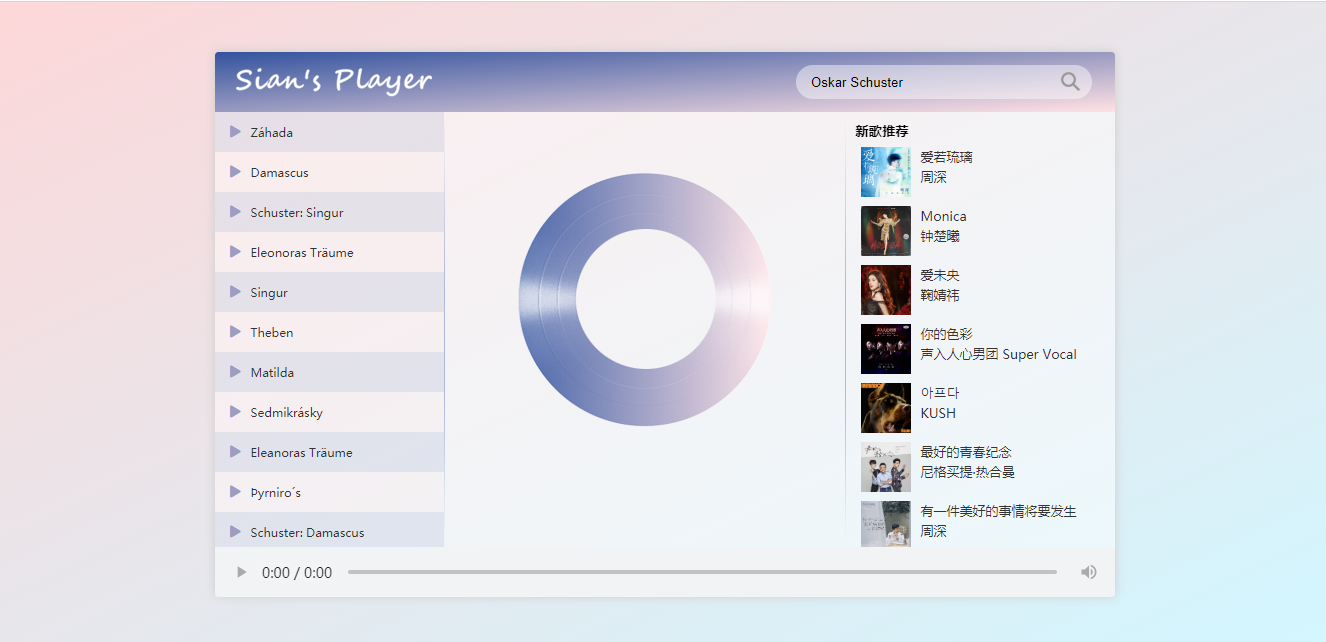 Sian's Player
Oskar Schuster
Záhada
Damascus
Schuster: Singur
Eleonoras Träume
Singur
Theben
Matilda
Sedmikrásky
Eleanoras Träume
Þyrniro´s
Schuster: Damascus
新歌推荐
爱若琉璃
周深
Monica
钟楚曦
爱未央
鞠婧祎
你的色彩
声入人心男团 Super Vocal
아프다
KUSH
最好的青春纪念
尼格买提·热合曼
有一件美好的事情将要发生
周深
0:00 / 0:00